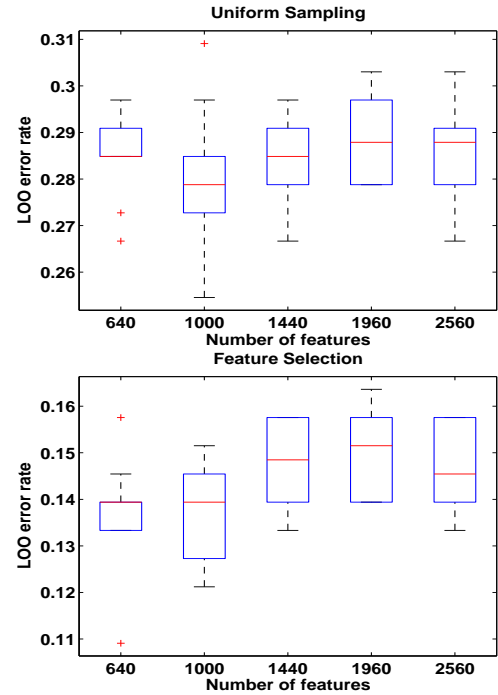 Uniform Sampling
0.31
0.3
0.29
0.28
0.27
0.26
LOO error rate
640 1000 1440 1960 2560
Number of features
Feature Selection
0.16
0.15
0.14
0.13
0.12
0.11
LOO error rate
640 1000 1440 1960 2560
Number of features